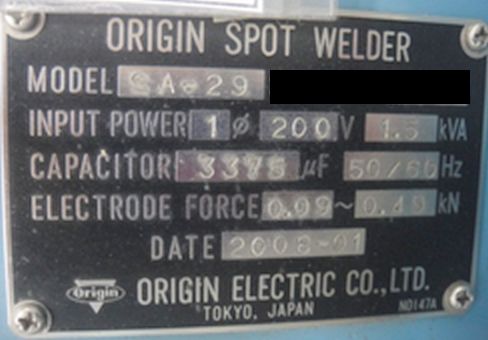 ORIGIN SPOT WELDER
MODEL SA-29
INPUT POWER 1 ø 200 V 1.5 kVA
CAPACITOR 3375 µF 50/60 Hz
ELECTRODE FORCE 0.09~0.49 kN
DATE 2008-01
Origin ORIGIN ELECTRIC CO., LTD.
TOKYO, JAPAN NO147A